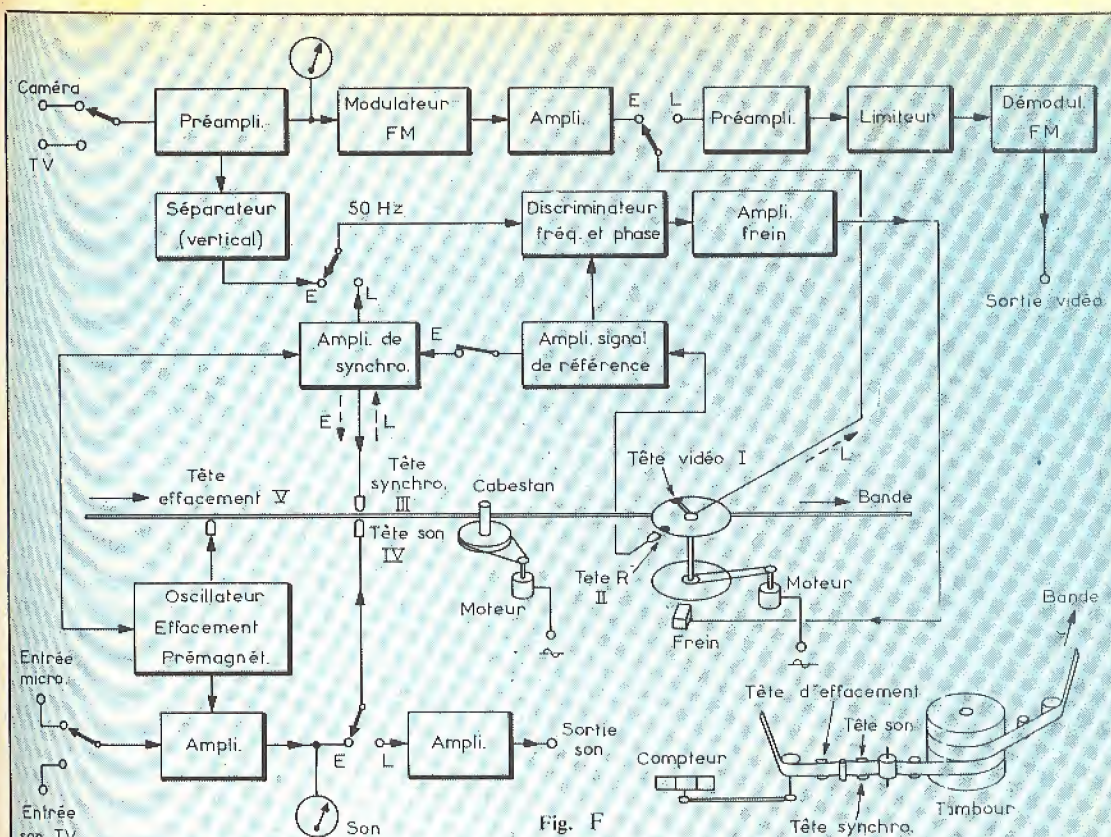 Caméra
TV
Préampli.
Modulateur
FM
Ampli.
E
L
Préampli.
Limiteur
Démodul.
FM
Séparateur
(vertical)
50 Hz
E
L
Discriminateur
fréq. et phase
Ampli.
frein
Sortie vidéo
Ampli. de
synchro.
E
Ampli. signal
de référence
E
L
Tête
effacement V
Tête
synchro.
III
Tête son
IV
Cabestan
Moteur
Tête vidéo I
L
Bande
Tete R
II
Moteur
Frein
Oscillateur
Effacement
Prémagnét.
Entrée
micro.
Entrée
son TV
Ampli.
E
L
Ampli.
Sortie
son
Son
Fig. F
Bande
Tête d'effacement
Tête son
Compteur
Tambour
Tête synchro.